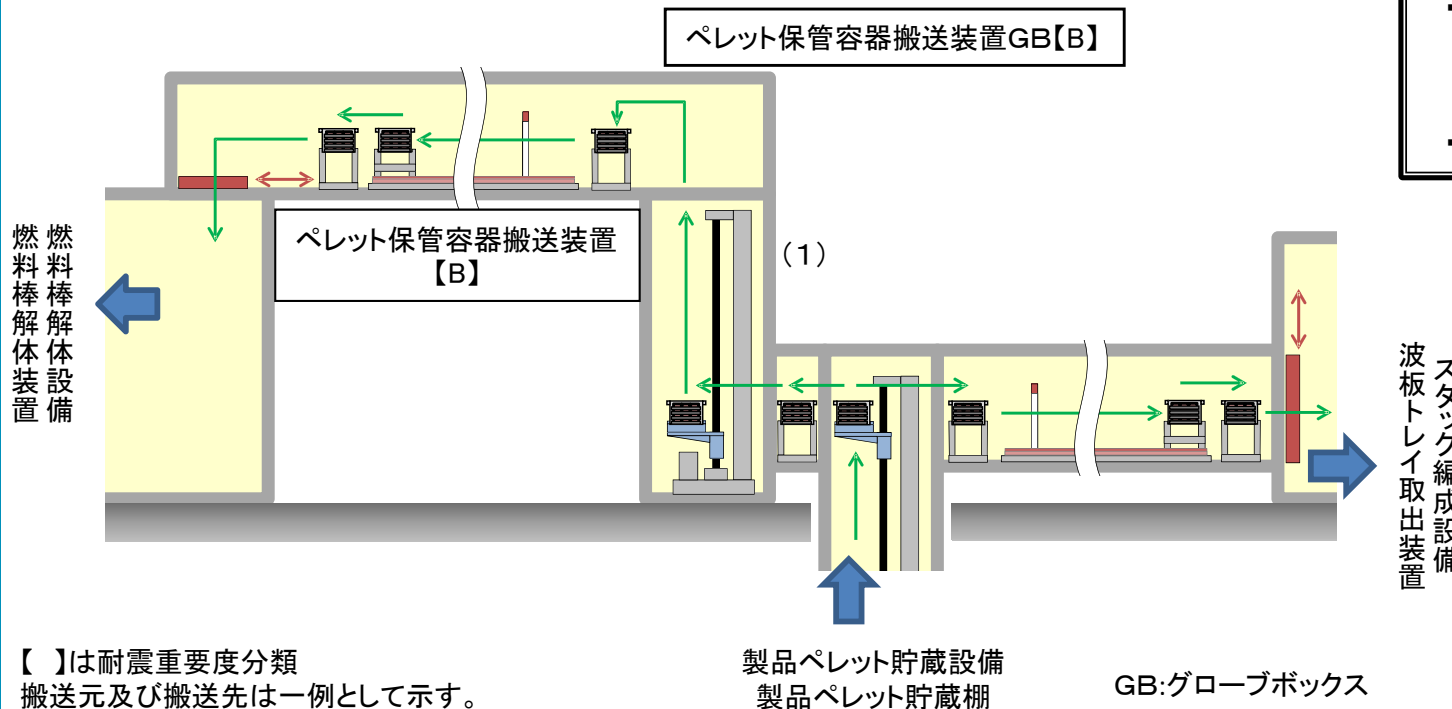 ペレット保管容器搬送装置GB【B】
ペレット保管容器搬送装置
【B】
(1)
燃料棒解体設備
燃料棒解体装置
スタック編成設備
波板トレイ取出装置
製品ペレット貯蔵設備
製品ペレット貯蔵棚
【 】は耐震重要度分類
搬送元及び搬送先は一例として示す。
GB:グローブボックス